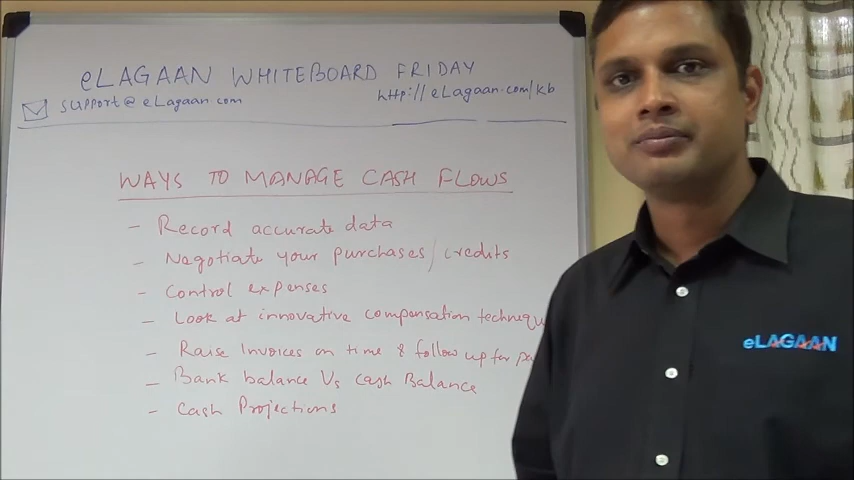 eLAGAAN WHITEBOARD FRIDAY
support@eLagaan.com
http://eLagaan.com/kb
WAYS TO MANAGE CASH FLOWS
- Record accurate data
- Negotiate your purchases/credits
- Control expenses
- Look at innovative compensation
- Raise Invoices on time & follow up for
- Bank balance Vs Cash Balance
- Cash Projections
eLAGAAN